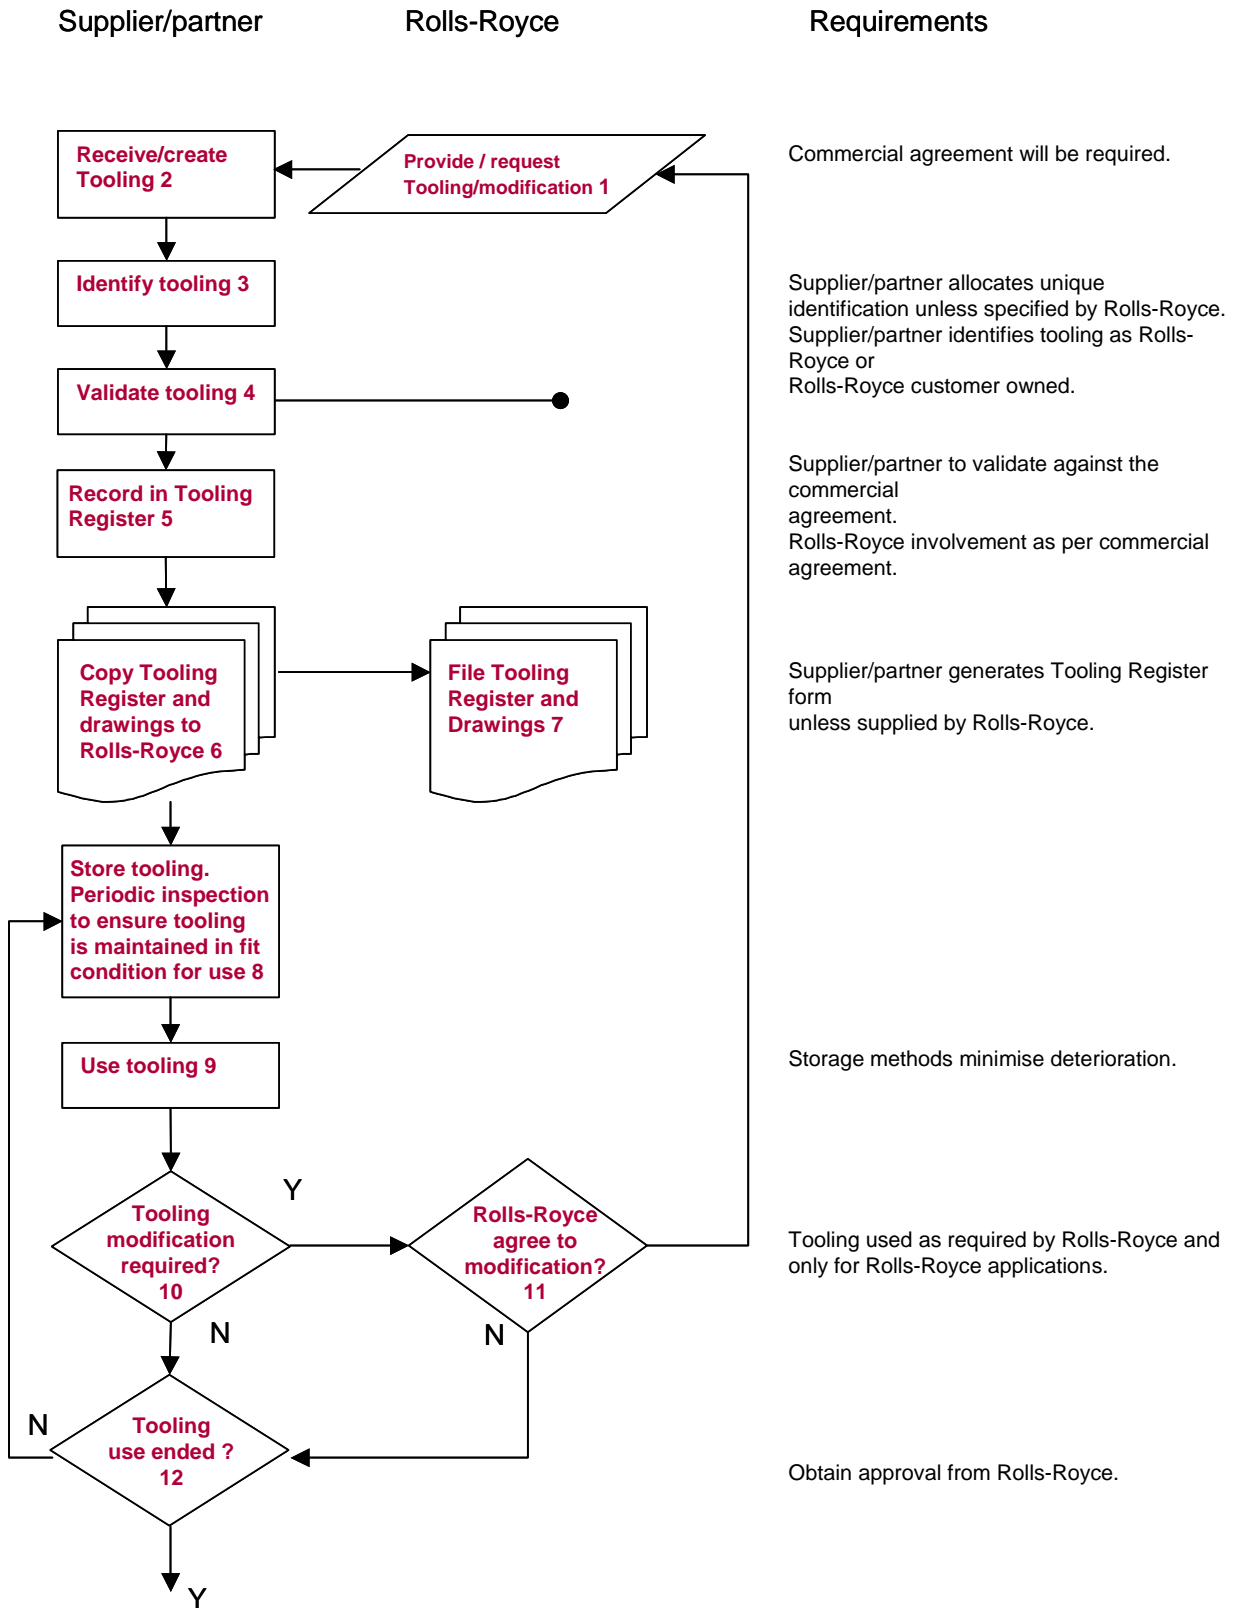 Supplier/partner
Rolls-Royce
Requirements
Receive/create
Tooling 2
Provide / request
Tooling/modification 1
Commercial agreement will be required.
Identify tooling 3
Supplier/partner allocates unique
identification unless specified by Rolls-Royce.
Supplier/partner identifies tooling as Rolls-
Royce or
Rolls-Royce customer owned.
Validate tooling 4
Record in Tooling
Register 5
Supplier/partner to validate against the
commercial
agreement.
Rolls-Royce involvement as per commercial
agreement.
Copy Tooling
Register and
drawings to
Rolls-Royce 6
File Tooling
Register and
Drawings 7
Supplier/partner generates Tooling Register
form
unless supplied by Rolls-Royce.
Store tooling.
Periodic inspection
to ensure tooling
is maintained in fit
condition for use 8
Use tooling 9
Storage methods minimise deterioration.
Tooling
modification
required?
10
Y
Rolls-Royce
agree to
modification?
11
Tooling used as required by Rolls-Royce and
only for Rolls-Royce applications.
N
N
N
Tooling
use ended ?
12
Obtain approval from Rolls-Royce.
Y